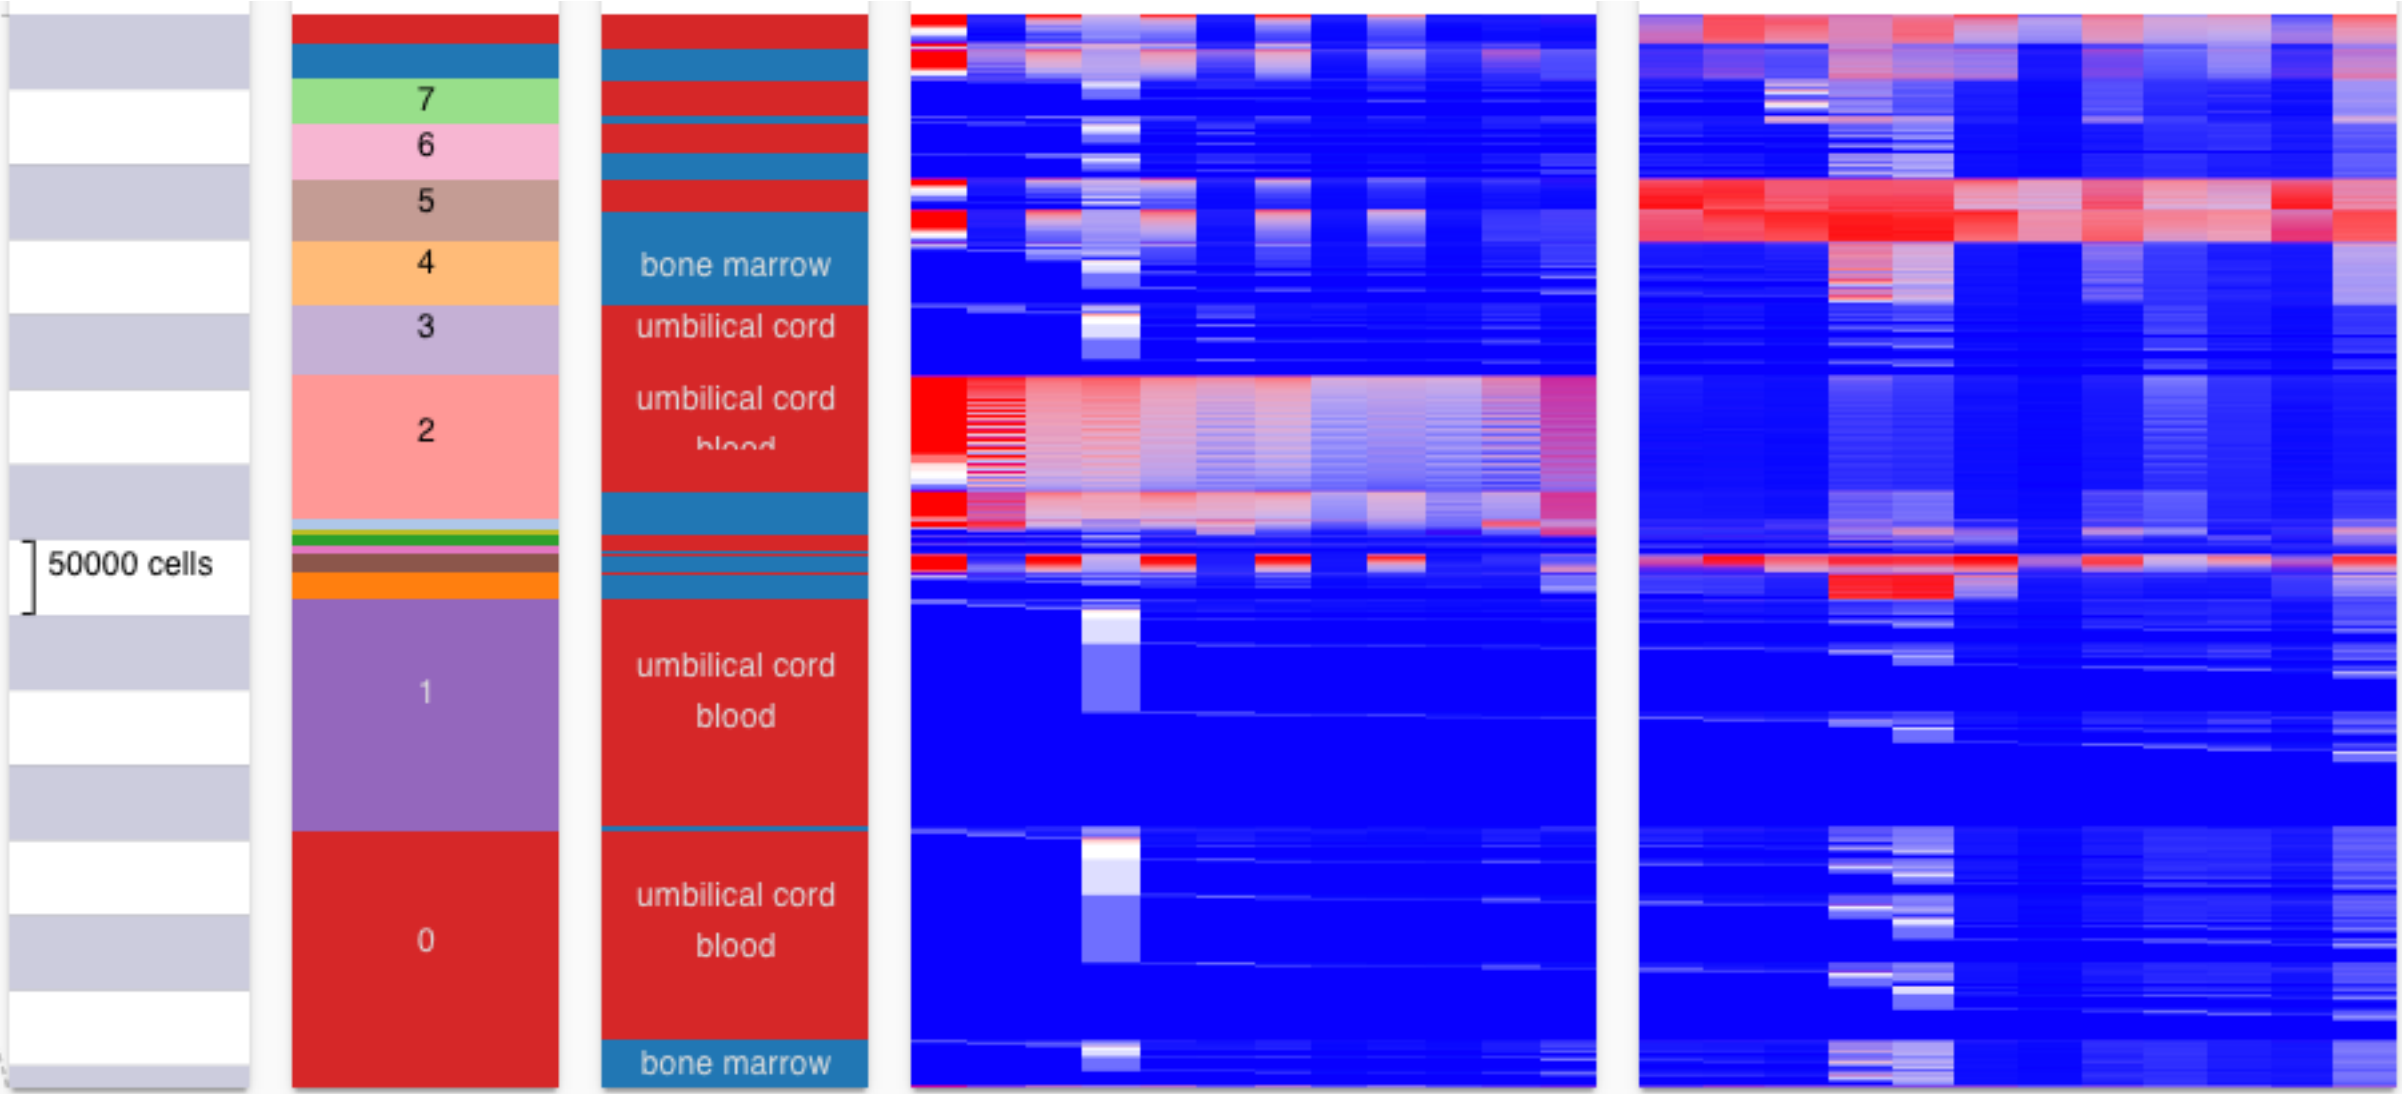 7
6
5
4
3
2
50000 cells
1
0
bone marrow
umbilical cord
umbilical cord
blood
umbilical cord
blood
umbilical cord
blood
bone marrow